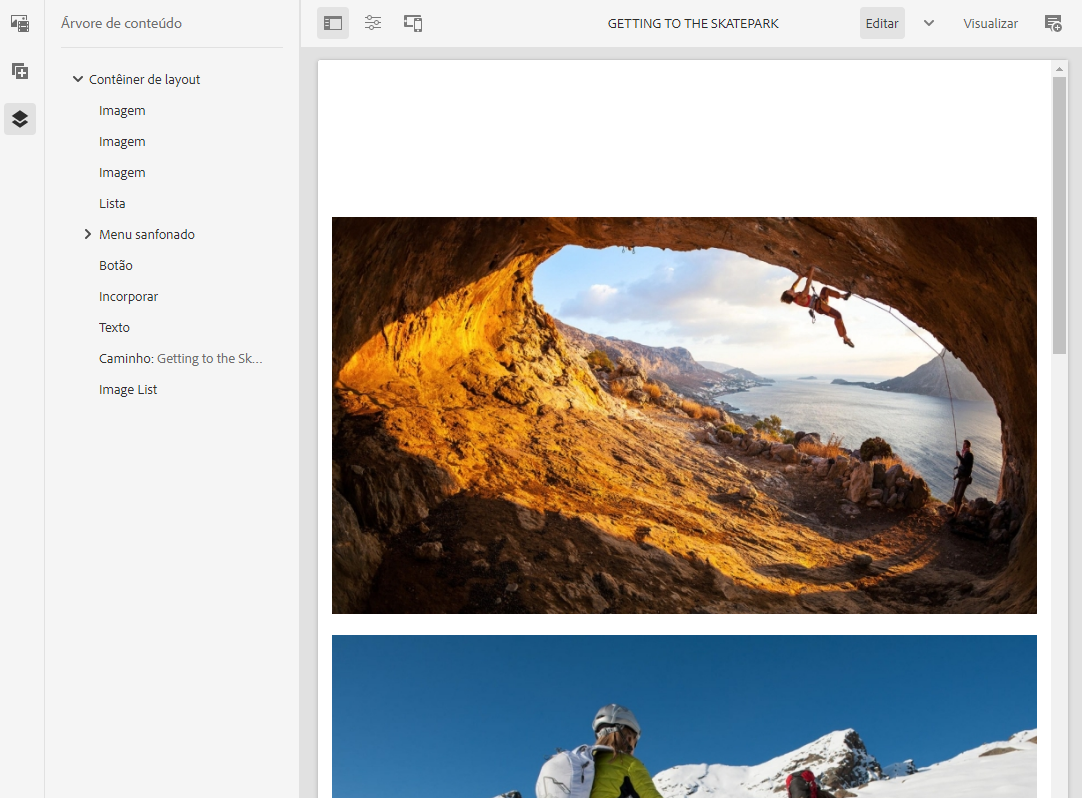 Árvore de conteúdo
GETTING TO THE SKATEPARK
Editar
Visualizar
Contêiner de layout
Imagem
Imagem
Imagem
Lista
Menu sanfonado
Botão
Incorporar
Texto
Caminho: Getting to the Sk...
Image List